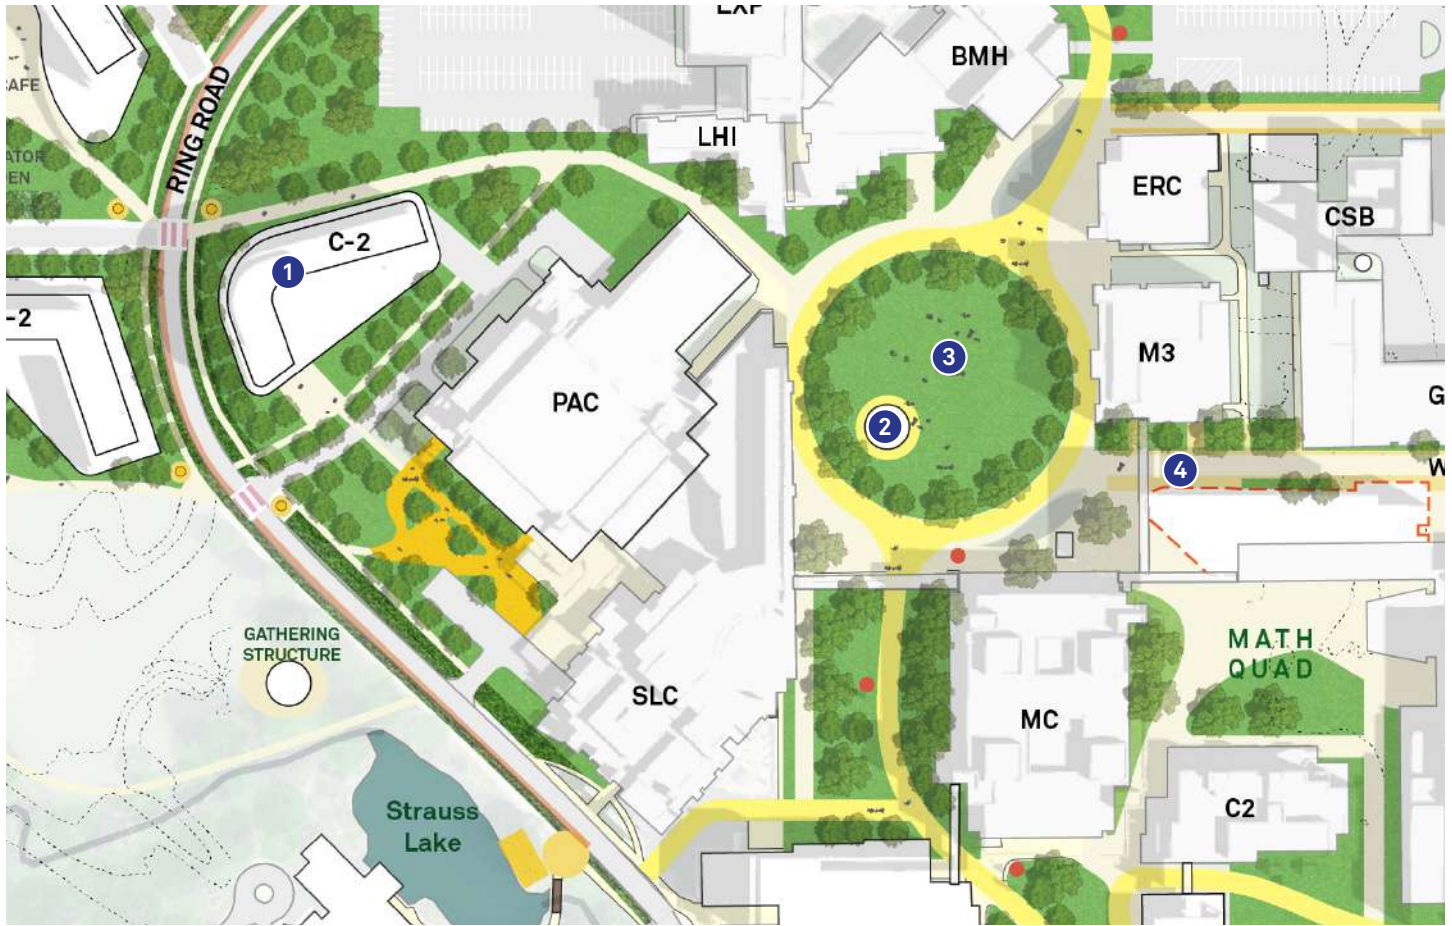 BMH
CAFE
LHI
RING ROAD
ERC
CSB
C-2
1
-2
M3
3
G
PAC
2
4
W
GATHERING
STRUCTURE
MATH
QUAD
SLC
MC
C2
Strauss
Lake